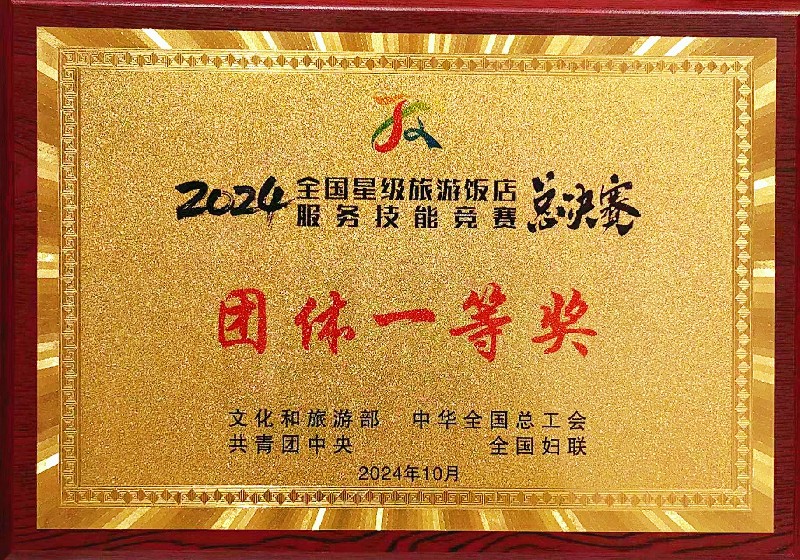 2024全国星级旅游饭店服务技能竞赛总决赛
团体一等奖
文化和旅游部 中华全国总工会
共青团中央 全国妇联
2024年10月